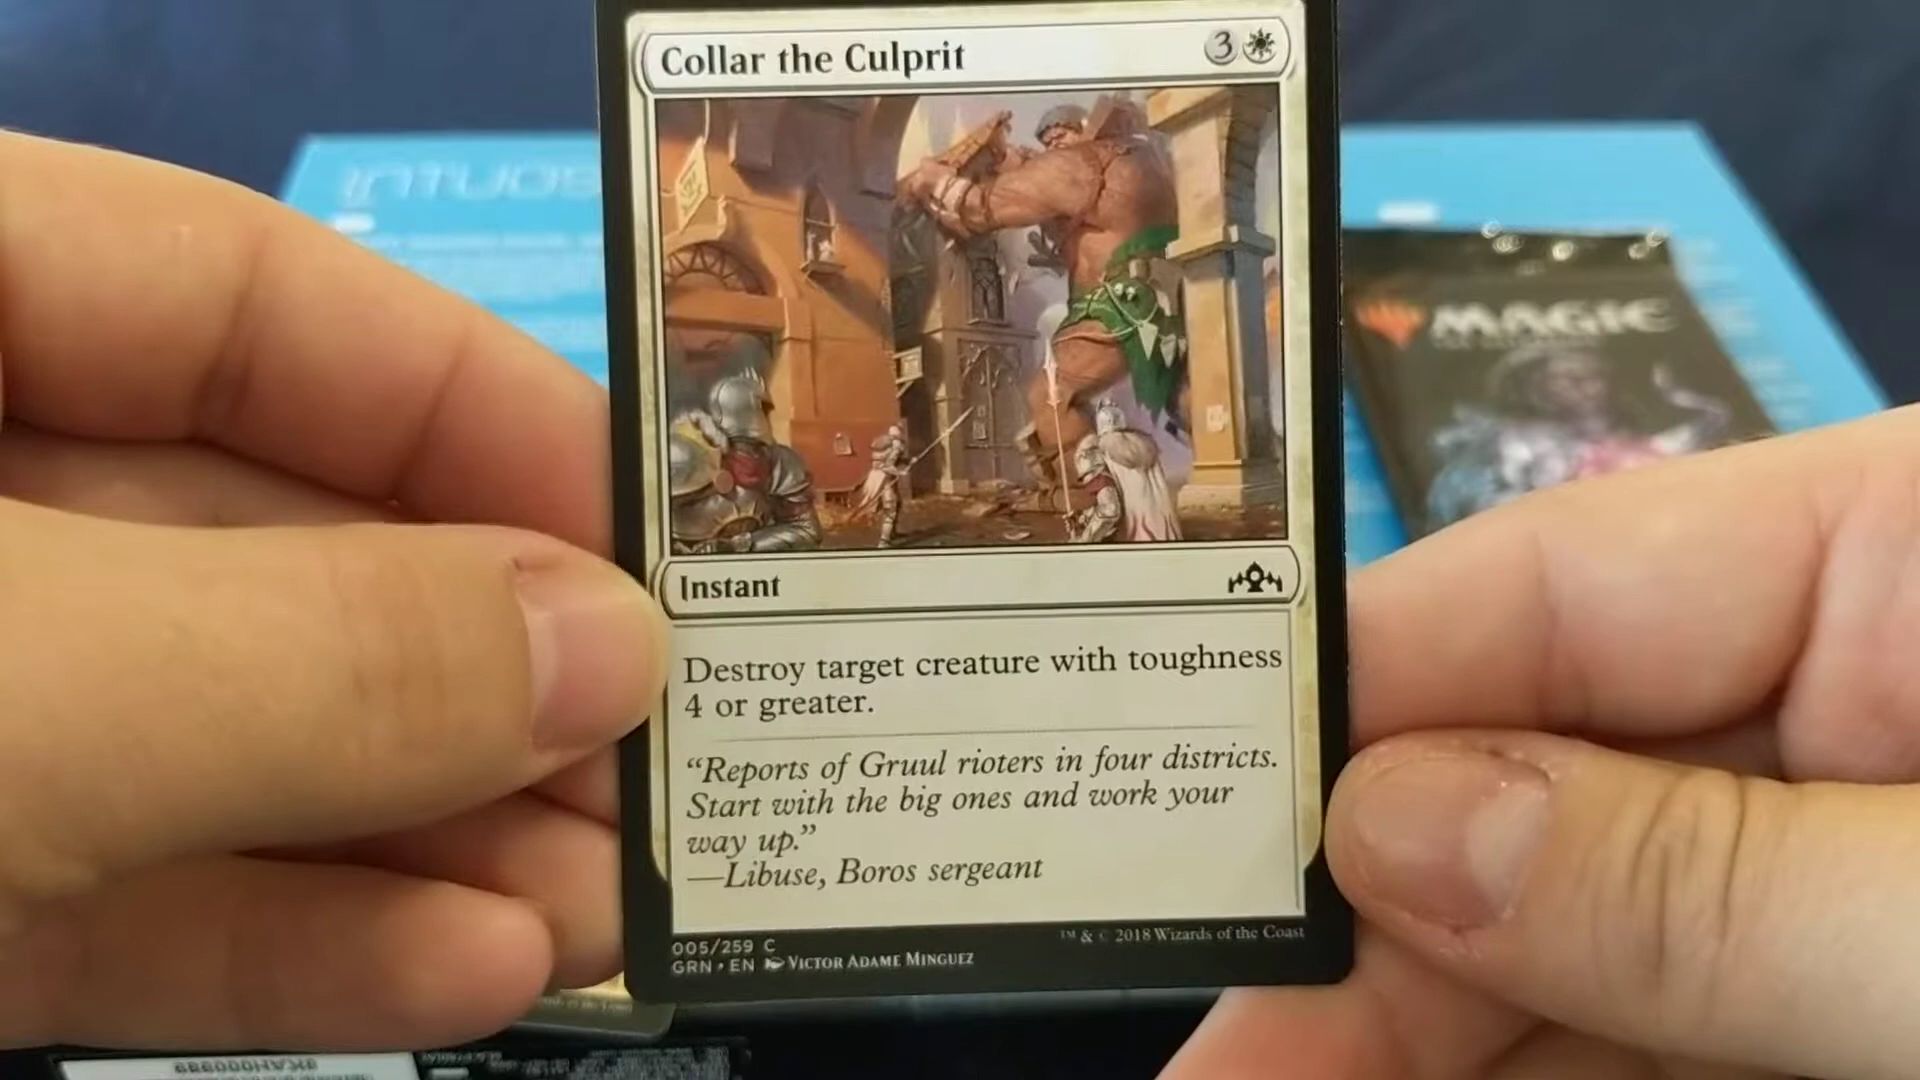 Collar the Culprit 3
INTUOS
MAGIC
Instant
Destroy target creature with toughness
4 or greater.
“Reports of Gruul rioters in four districts.
Start with the big ones and work your
way up.”
—Libuse, Boros sergeant
005/259 C
™ & © 2018 Wizards of the Coast
GRN • EN VICTOR ADAME MINGUEZ